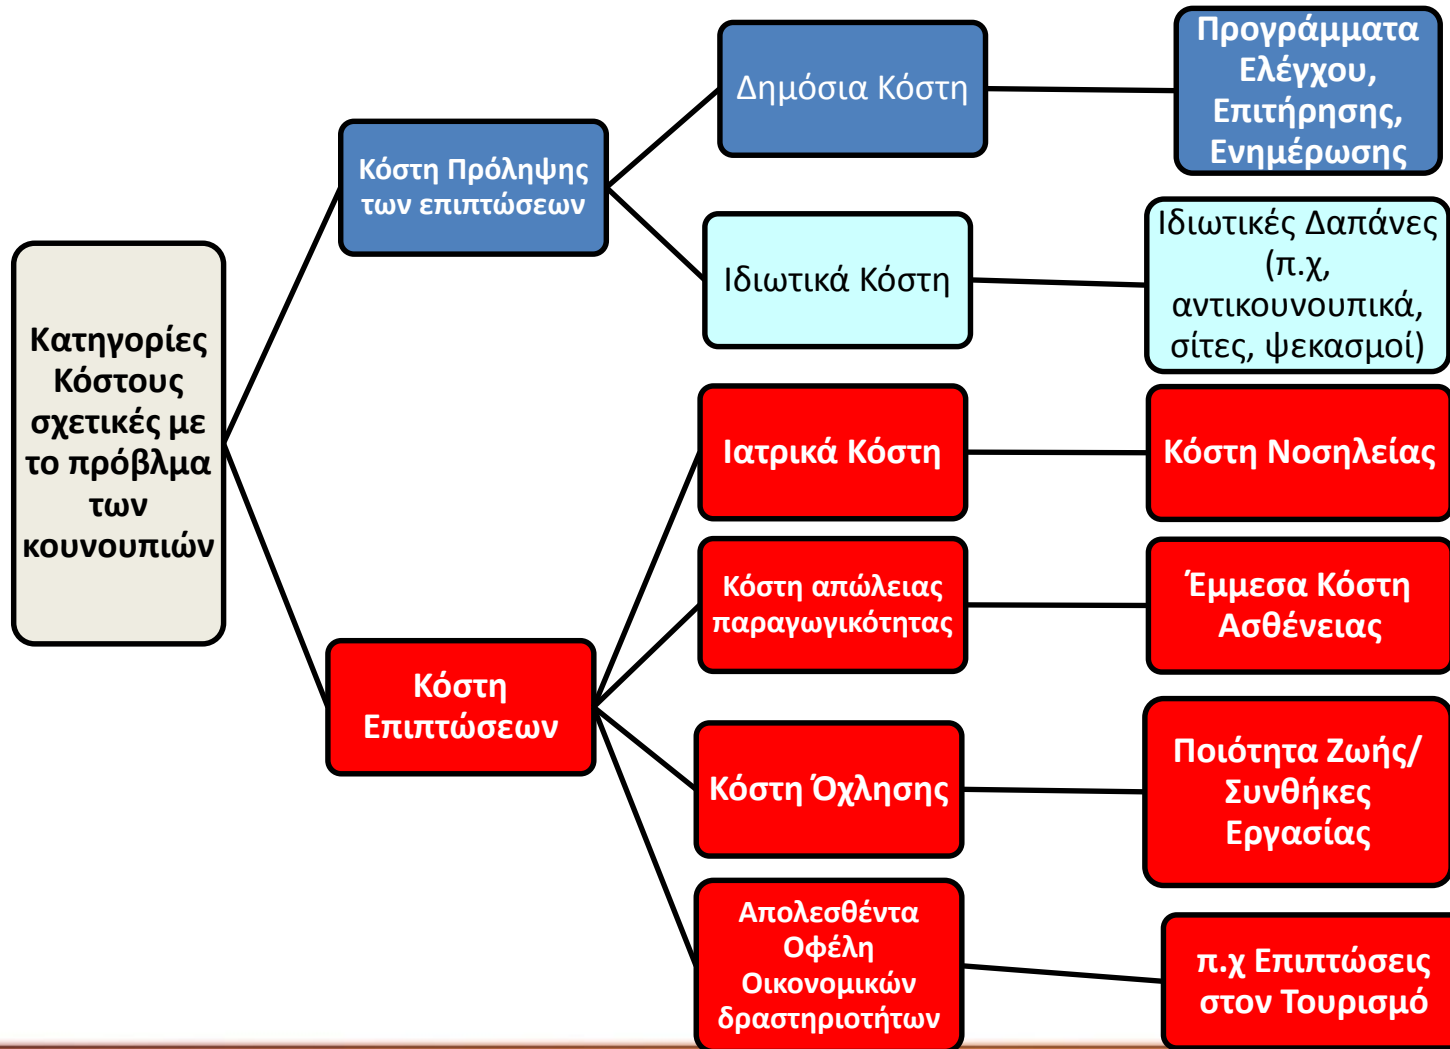 Κατηγορίες
Κόστους
σχετικές με
το πρόβλμα
των
κουνουπιών
Κόστη Πρόληψης
των επιπτώσεων
Δημόσια Κόστη
Προγράμματα
Ελέγχου,
Επιτήρησης,
Ενημέρωσης
Ιδιωτικά Κόστη
Ιδιωτικές Δαπάνες
(π.χ,
αντικουνουπικά,
σίτες, ψεκασμοί)
Κόστη
Επιπτώσεων
Ιατρικά Κόστη
Κόστη Νοσηλείας
Κόστη απώλειας
παραγωγικότητας
Έμμεσα Κόστη
Ασθένειας
Κόστη Όχλησης
Ποιότητα Ζωής/
Συνθήκες
Εργασίας
Απολεσθέντα
Οφέλη
Οικονομικών
δραστηριοτήτων
π.χ Επιπτώσεις
στον Τουρισμό